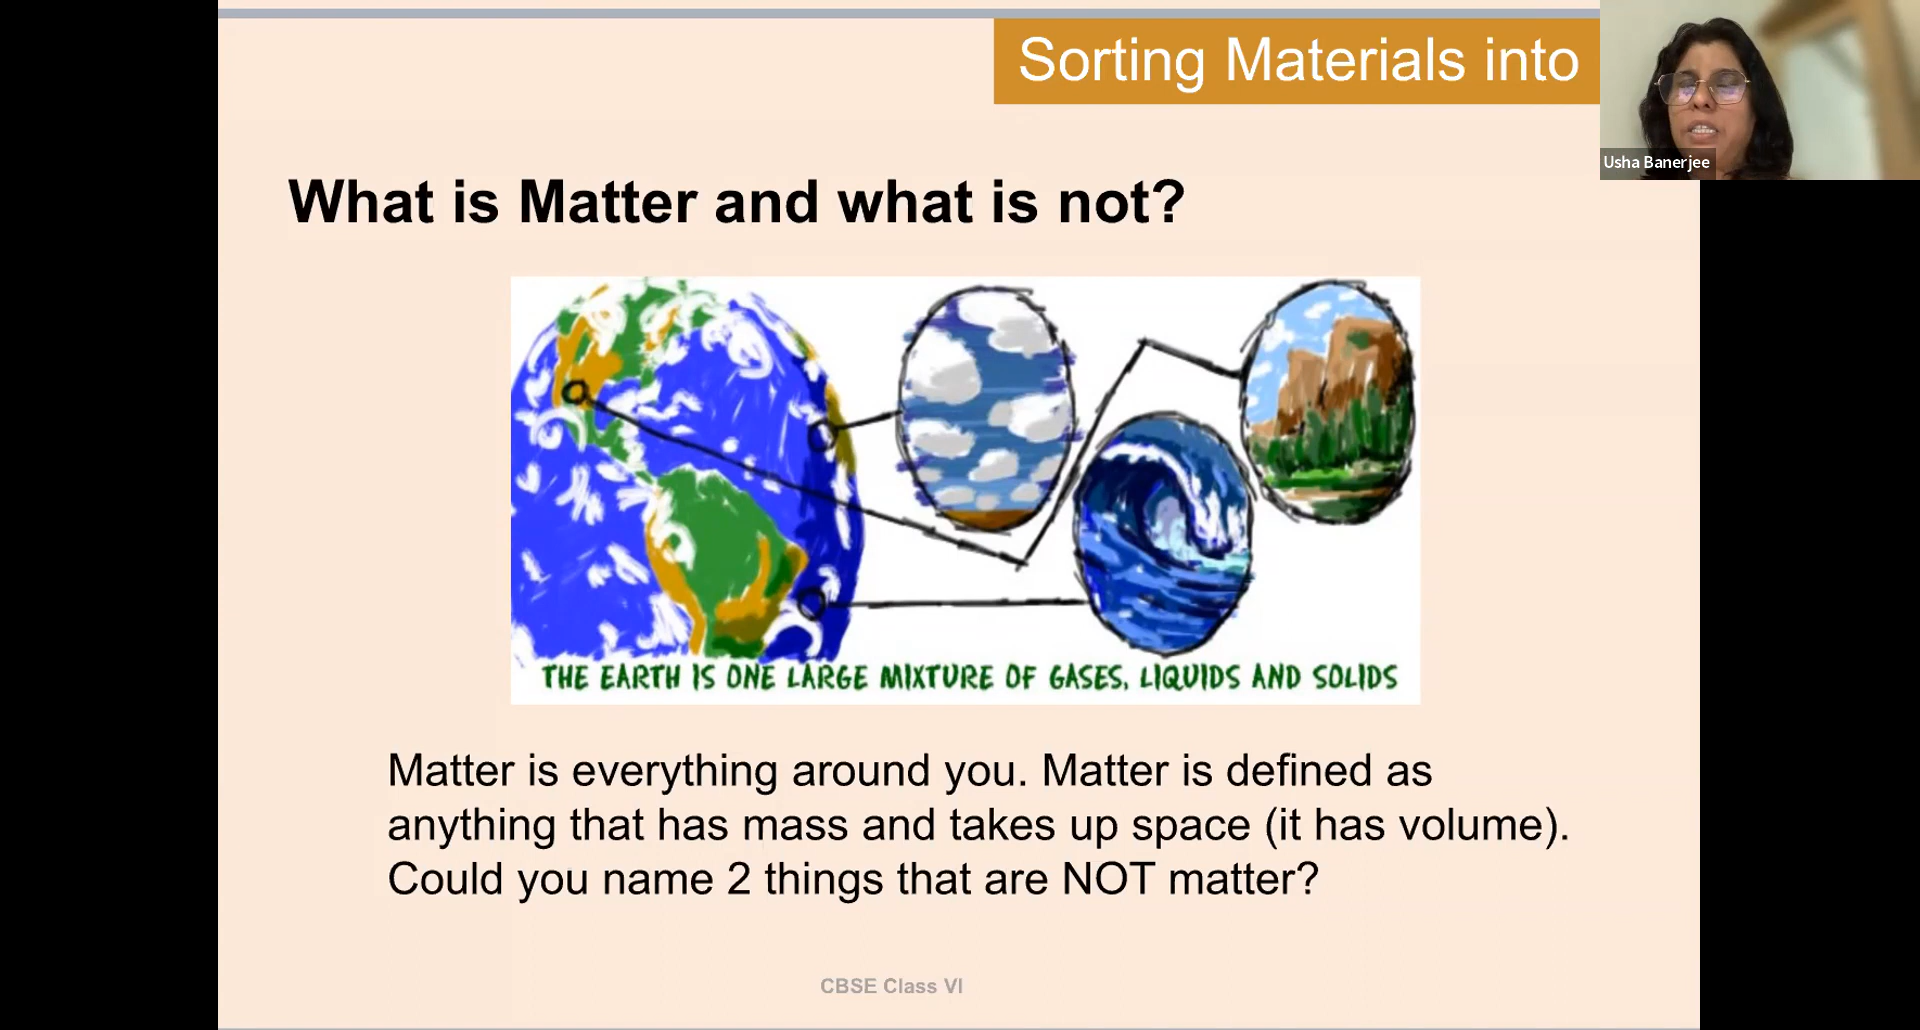 Sorting Materials into
Usha Banerjee
What is Matter and what is not?
THE EARTH IS ONE LARGE MIXTURE OF GASES, LIQUIDS AND SOLIDS
Matter is everything around you. Matter is defined as
anything that has mass and takes up space (it has volume).
Could you name 2 things that are NOT matter?
CBSE Class VI